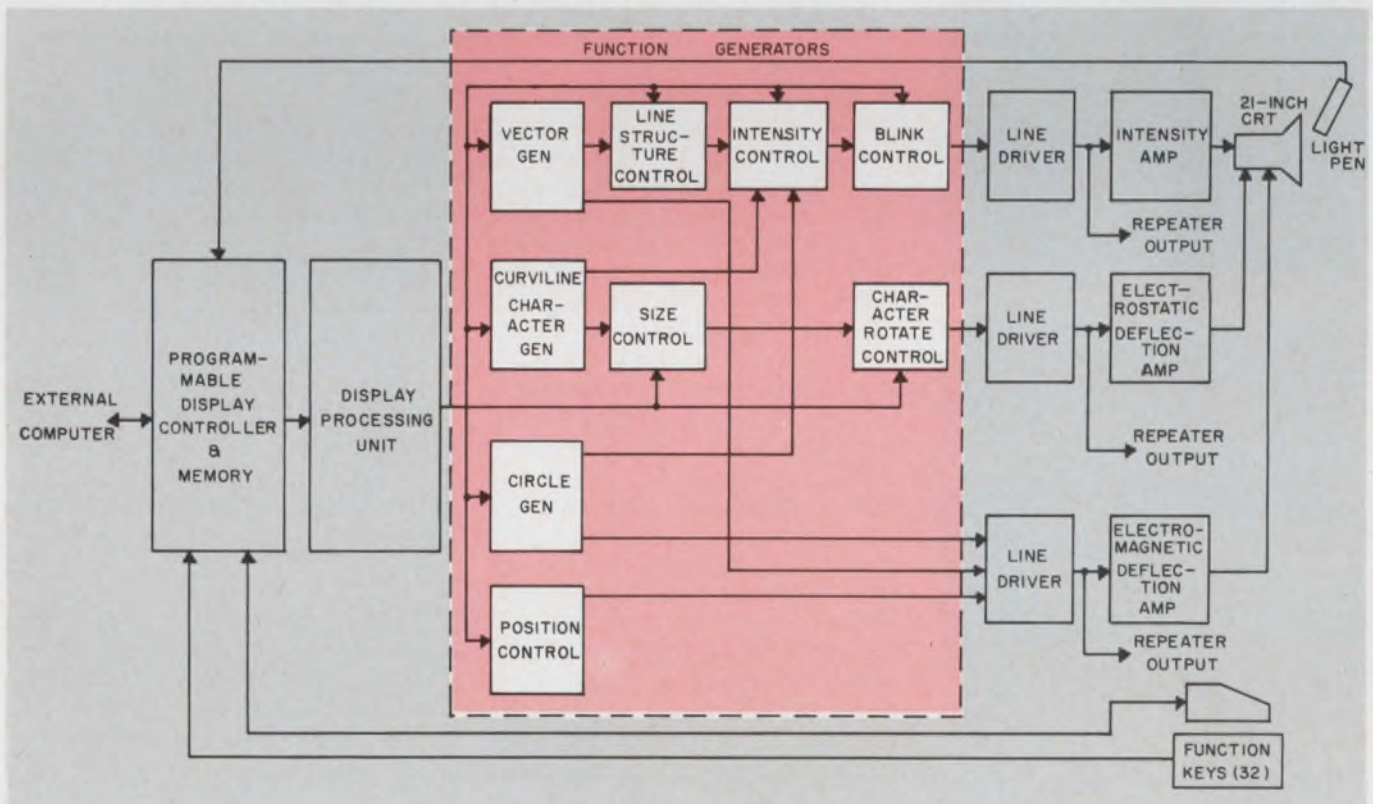 FUNCTION GENERATORS
VECTOR
GEN
LINE
STRUC-
TURE
CONTROL
INTENSITY
CONTROL
BLINK
CONTROL
LINE
DRIVER
INTENSITY
AMP
21-INCH
CRT
LIGHT
PEN
REPEATER
OUTPUT
CURVILINE
CHAR-
ACTER
GEN
SIZE
CONTROL
CHAR-
ACTER
ROTATE
CONTROL
LINE
DRIVER
ELECT-
ROSTATIC
DEFLEC-
TION AMP
REPEATER
OUTPUT
EXTERNAL
COMPUTER
PROGRAM-
MABLE
DISPLAY
CONTROLLER
&
MEMORY
DISPLAY
PROCESSING
UNIT
CIRCLE
GEN
LINE
DRIVER
ELECTRO-
MAGNETIC
DEFLEC-
TION
AMP
POSITION
CONTROL
REPEATER
OUTPUT
FUNCTION
KEYS (32)